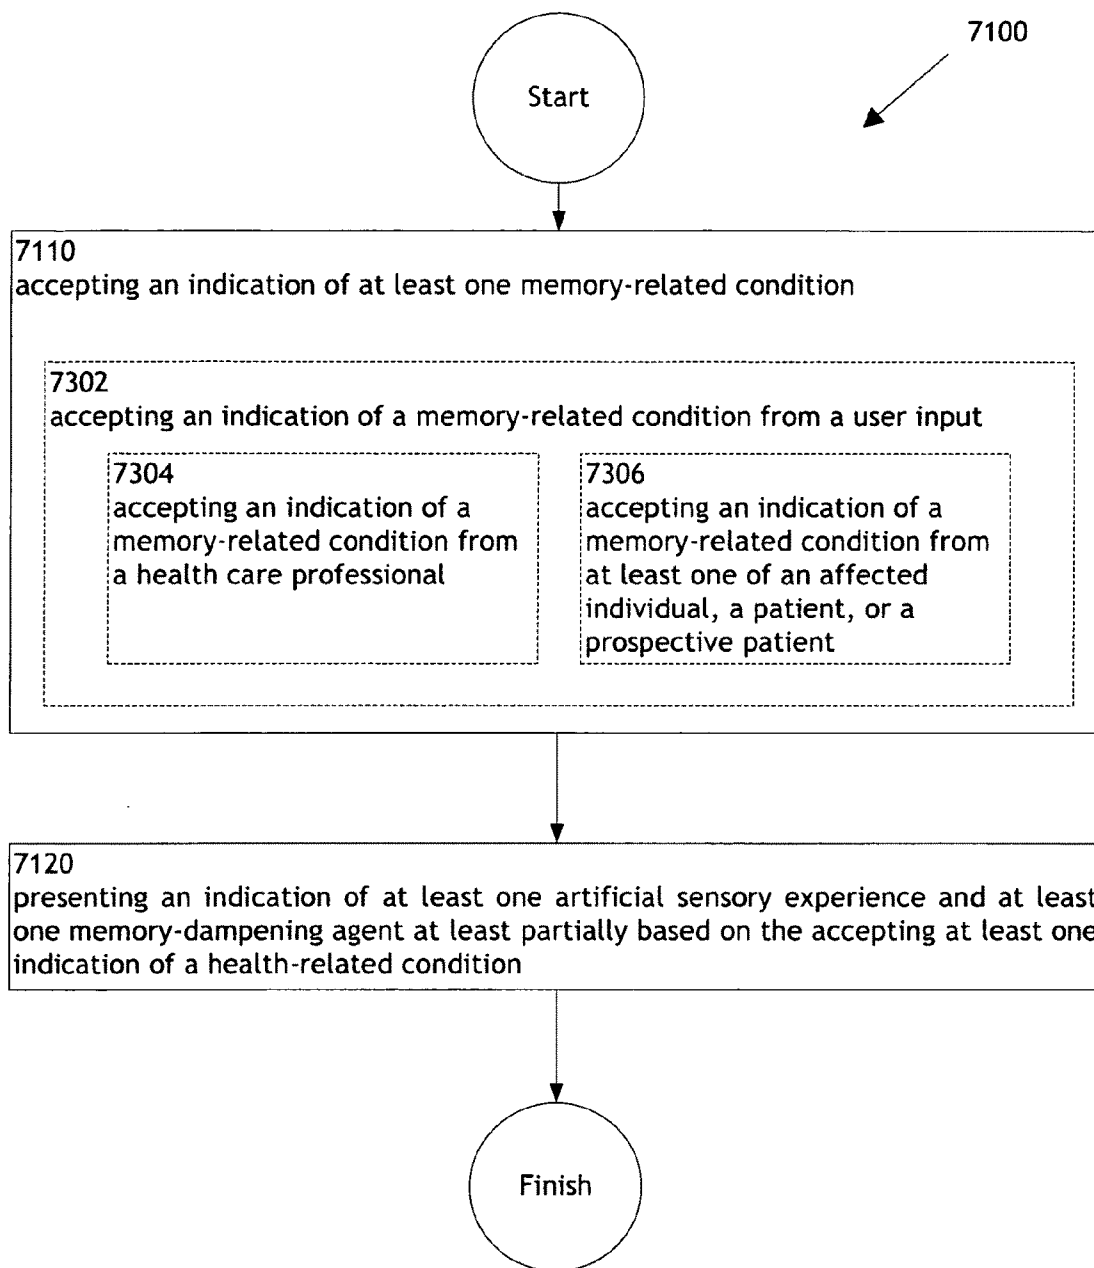 7100
Start
7110
accepting an indication of at least one memory-related condition
7302
accepting an indication of a memory-related condition from a user input
7304
accepting an indication of a
memory-related condition from
a health care professional
7306
accepting an indication of a
memory-related condition from
at least one of an affected
individual, a patient, or a
prospective patient
7120
presenting an indication of at least one artificial sensory experience and at least
one memory-dampening agent at least partially based on the accepting at least one
indication of a health-related condition
Finish